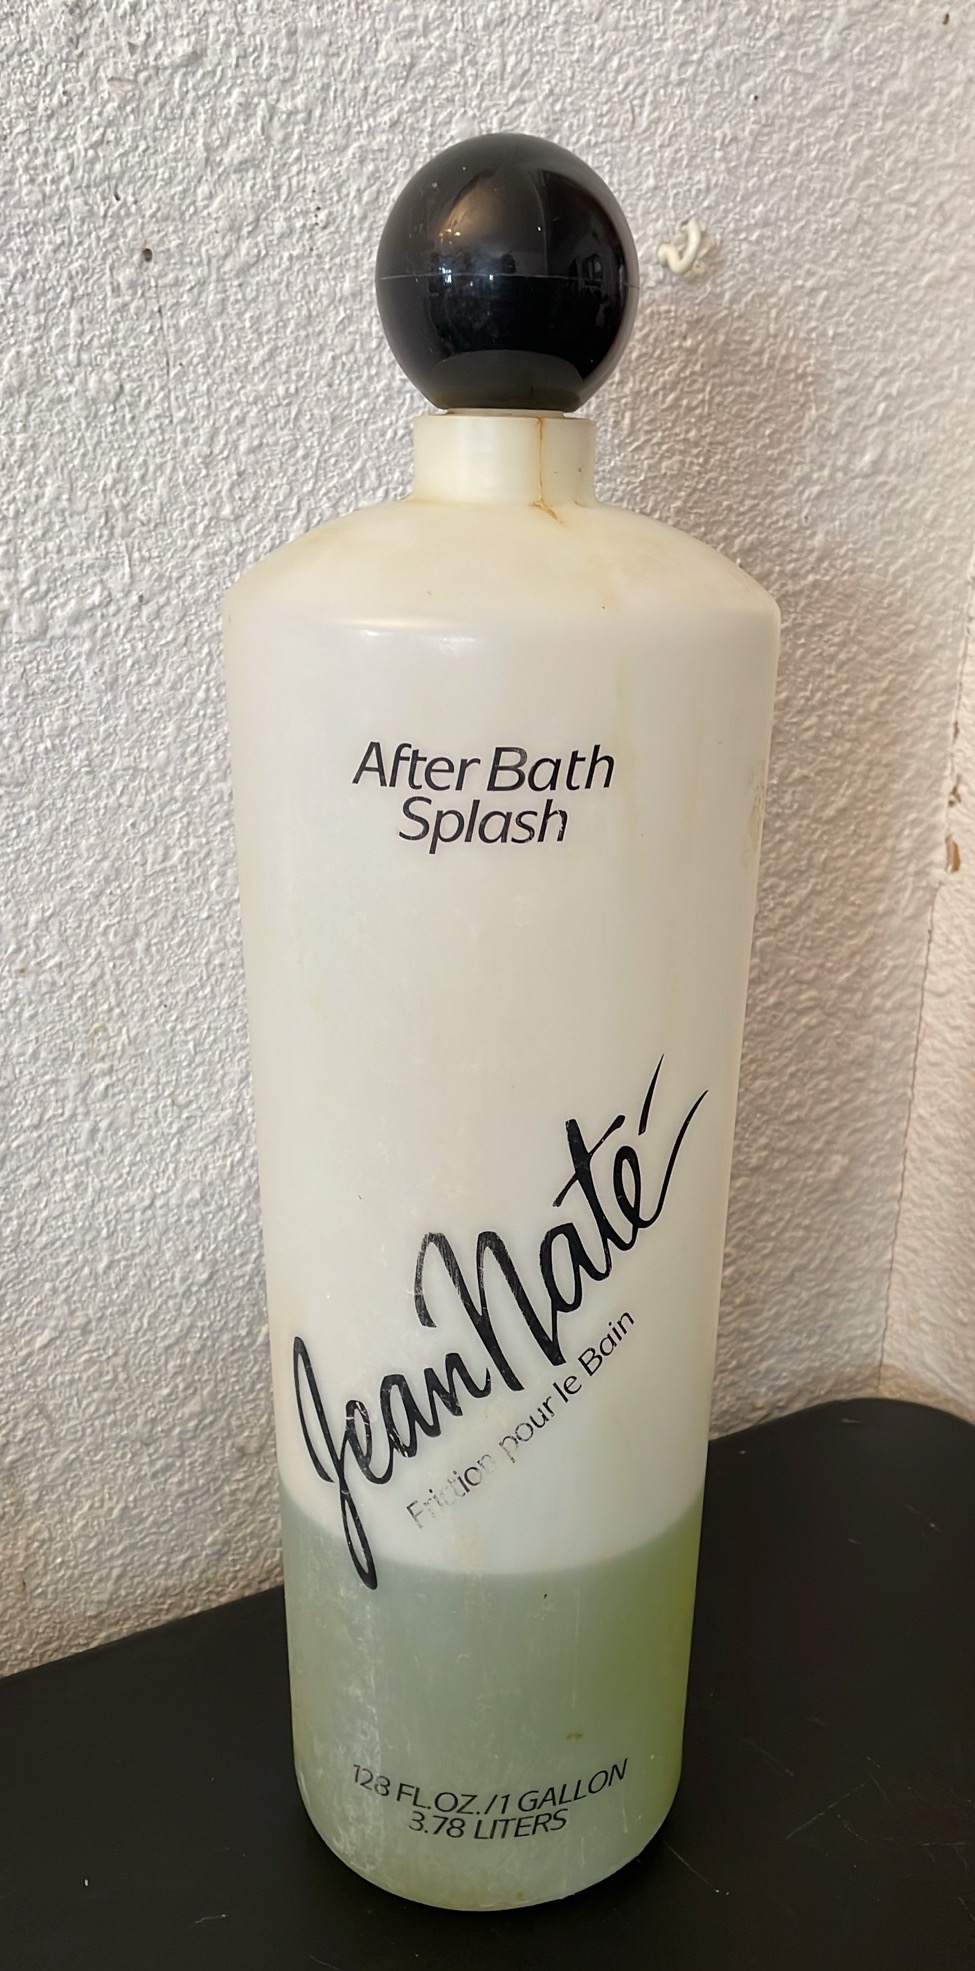 After Bath
Splash
Jean Naté
Friction pour le Bain
128 FL.OZ./1 GALLON
3.78 LITERS